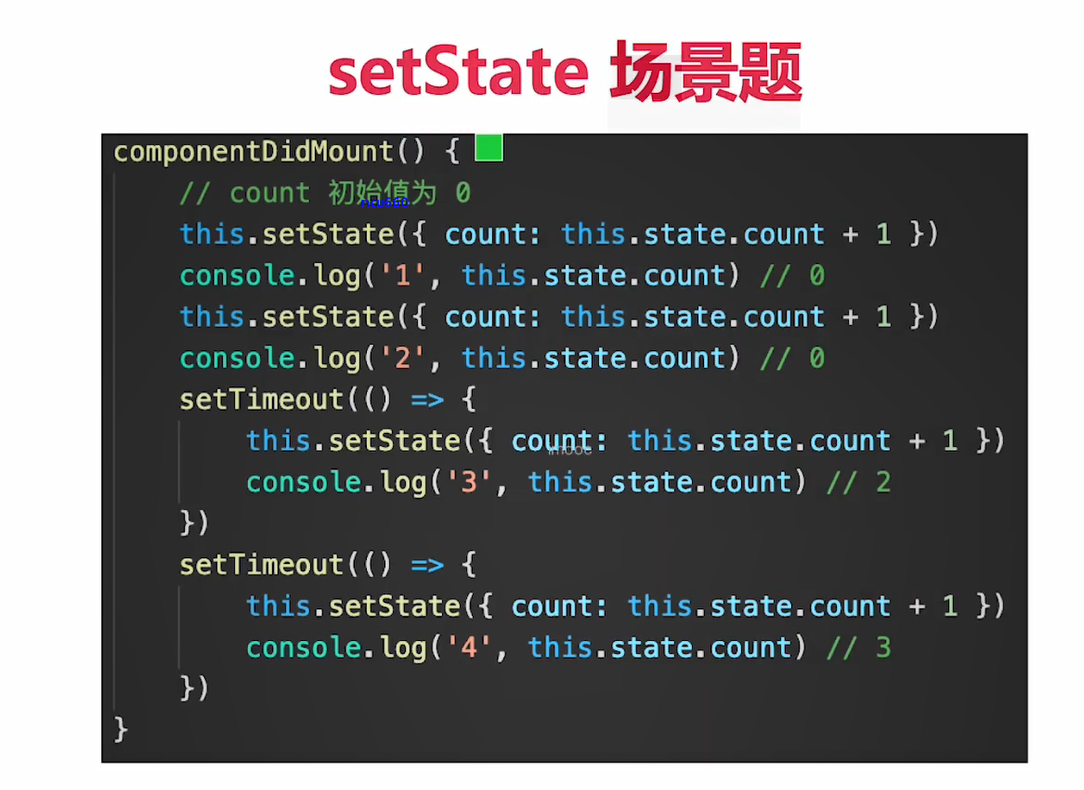 setState 场景题
componentDidMount() {
// count 初始值为 0
this.setState({ count: this.state.count + 1 })
console.log('1', this.state.count) // 0
this.setState({ count: this.state.count + 1 })
console.log('2', this.state.count) // 0
setTimeout(() => {
this.setState({ count: this.state.count + 1 })
imooc
console.log('3', this.state.count) // 2
})
setTimeout(() => {
this.setState({ count: this.state.count + 1 })
console.log('4', this.state.count) // 3
})
}